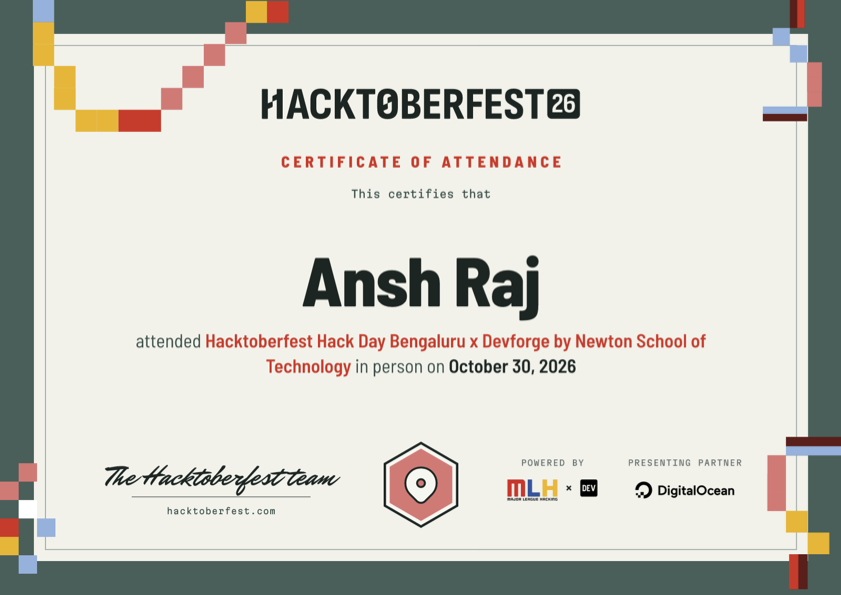 HACKTOBERFEST 26
CERTIFICATE OF ATTENDANCE
This certifies that
Ansh Raj
attended Hacktoberfest Hack Day Bengaluru x Devforge by Newton School of
Technology in person on October 30, 2026
The Hacktoberfest team
hacktoberfest.com
POWERED BY
MLH × DEV
MAJOR LEAGUE HACKING
PRESENTING PARTNER
DigitalOcean